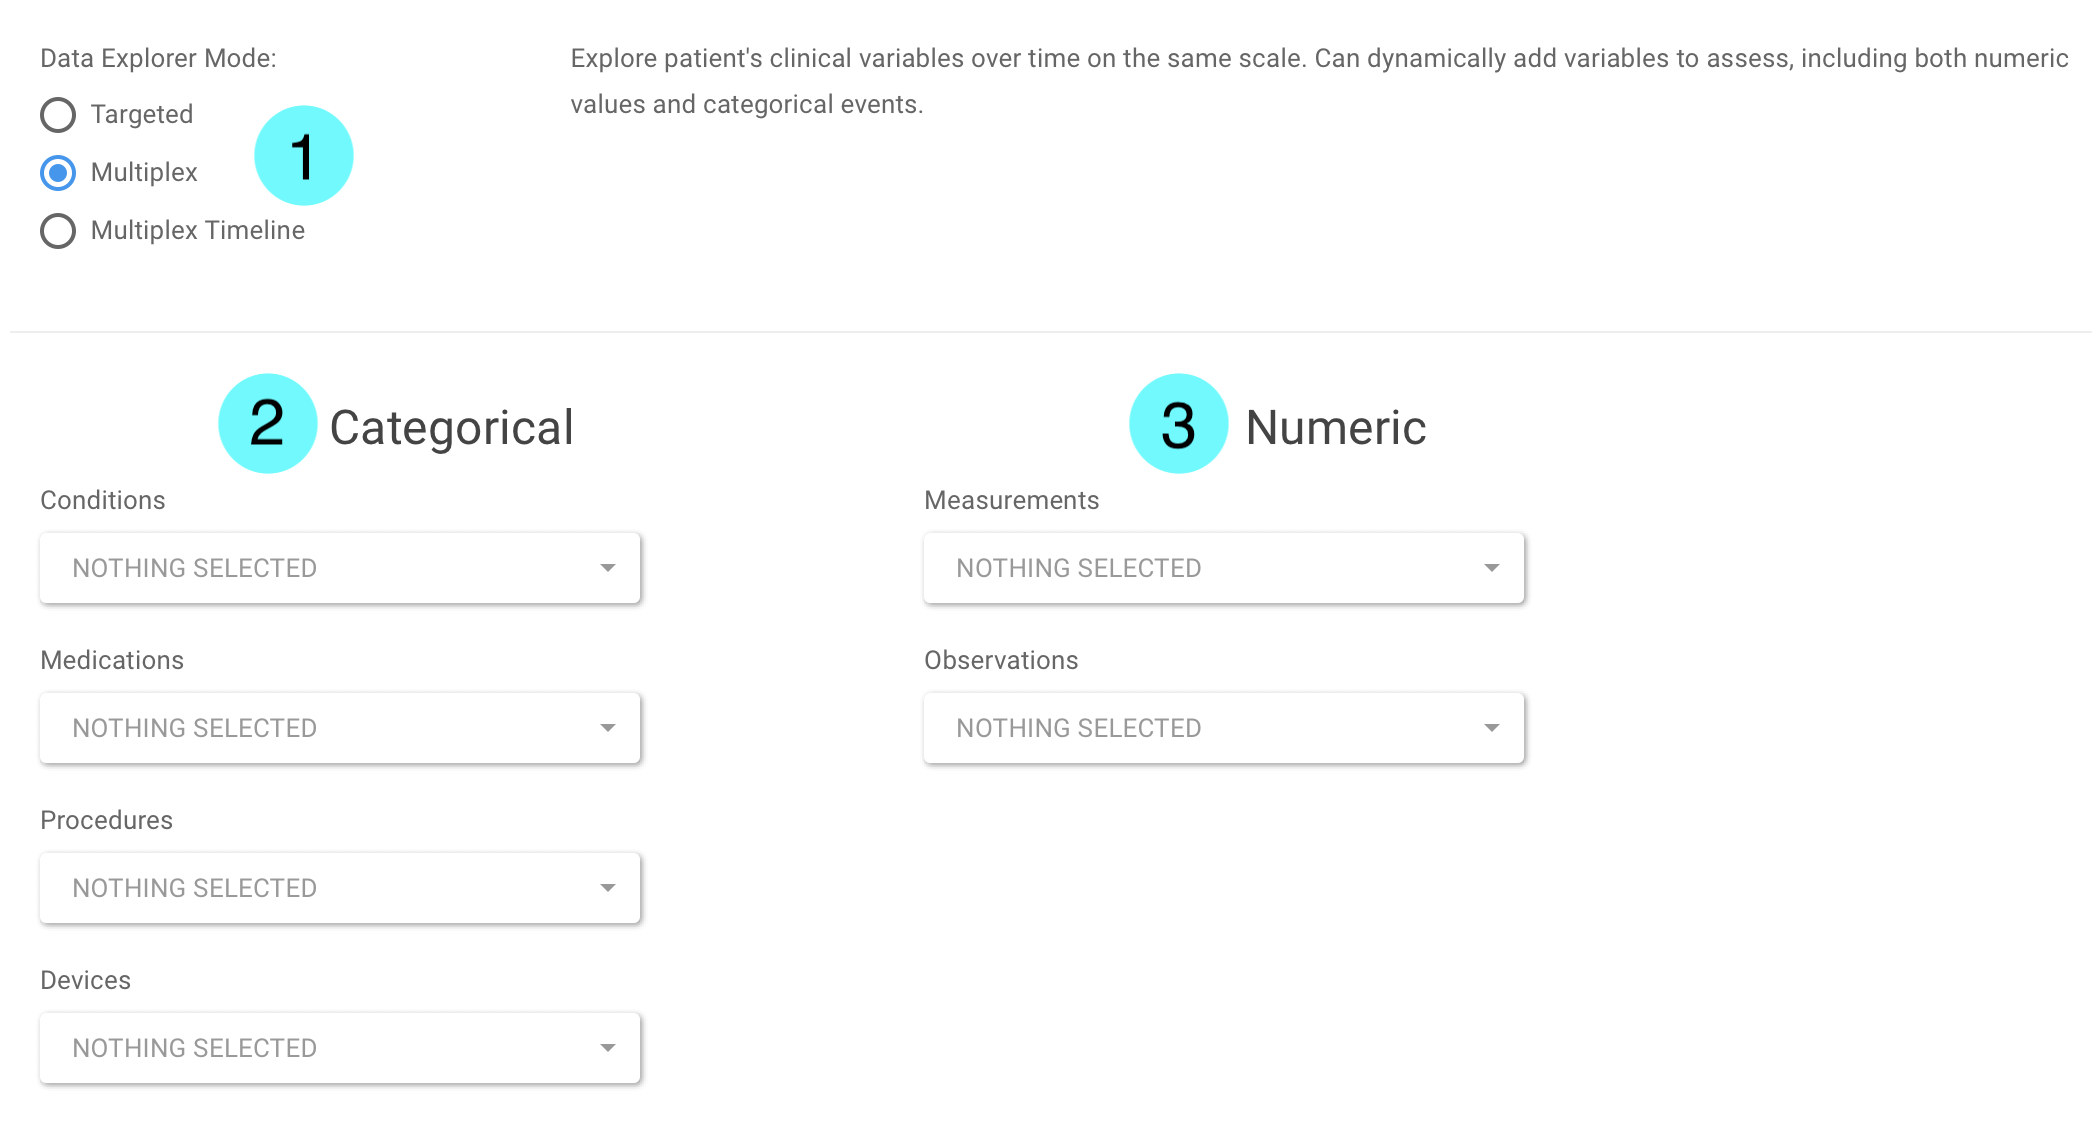 Data Explorer Mode:
Targeted
Multiplex
Multiplex Timeline
1
Explore patient's clinical variables over time on the same scale. Can dynamically add variables to assess, including both numeric
values and categorical events.
2 Categorical
Conditions
NOTHING SELECTED
Medications
NOTHING SELECTED
Procedures
NOTHING SELECTED
Devices
NOTHING SELECTED
3 Numeric
Measurements
NOTHING SELECTED
Observations
NOTHING SELECTED